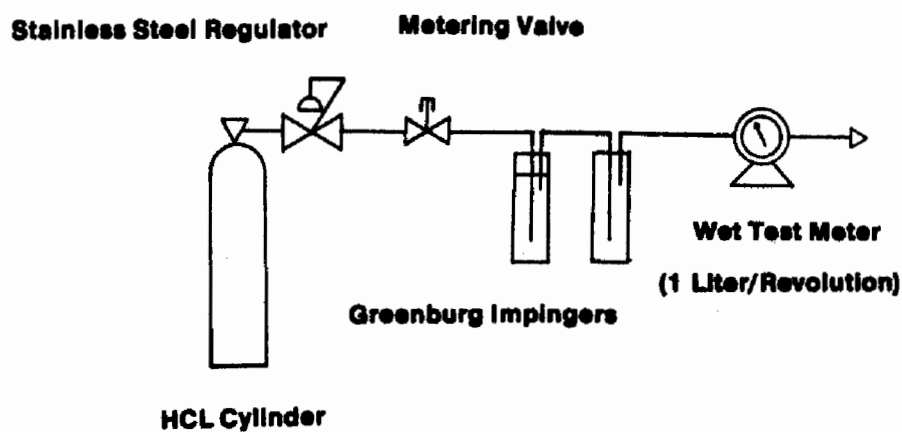 Stainless Steel Regulator
Metering Valve
Wet Test Meter
(1 Liter/Revolution)
Greenburg Impingers
HCL Cylinder